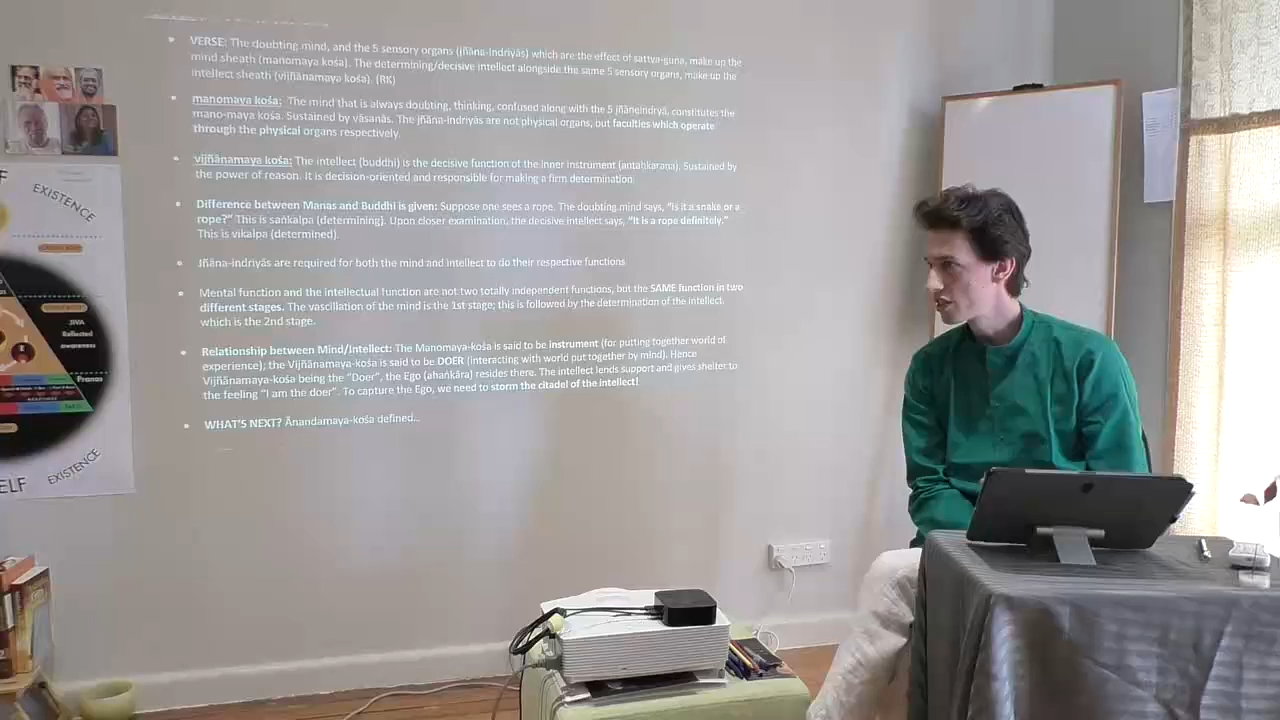 VERSE: The doubting mind, and the 5 sensory organs (jñāna-indriyās) which are the effect of sattva-guna, make up the
mind sheath (manomaya kośa). The determining/decisive intellect alongside the same 5 sensory organs, make up the
intellect sheath (vijñānamaya kośa). (RK)
manomaya kośa: The mind that is always doubting, thinking, confused along with the 5 jñāneindryā, constitutes the
mano-maya kośa. Sustained by vāsanās. The jñāna-indriyās are not physical organs, but faculties which operate
through the physical organs respectively.
vijñānamaya kośa: The intellect (buddhi) is the decisive function of the inner instrument (antaḥkaraṇa). Sustained by
the power of reason. It is decision-oriented and responsible for making a firm determination.
Difference between Manas and Buddhi is given: Suppose one sees a rope. The doubting mind says, "Is it a snake or a
rope?" This is saṅkalpa (determining). Upon closer examination, the decisive intellect says, "It is a rope definitely."
This is vikalpa (determined).
Jñāna-indriyās are required for both the mind and intellect to do their respective functions
Mental function and the intellectual function are not two totally independent functions, but the SAME function in two
different stages. The vascillation of the mind is the 1st stage; this is followed by the determination of the intellect,
which is the 2nd stage.
Relationship between Mind/Intellect: The Manomaya-kośa is said to be instrument (for putting together world of
experience); the Vijñānamaya-kośa is said to be DOER (interacting with world put together by mind). Hence
Vijñānamaya-kośa being the "Doer", the Ego (ahaṅkāra) resides there. The intellect lends support and gives shelter to
the feeling "I am the doer". To capture the Ego, we need to storm the citadel of the intellect!
WHAT'S NEXT? Ānandamaya-kośa defined..
EXISTENCE
JIVA
Reflected
awareness
Pranas
ELF
EXISTENCE